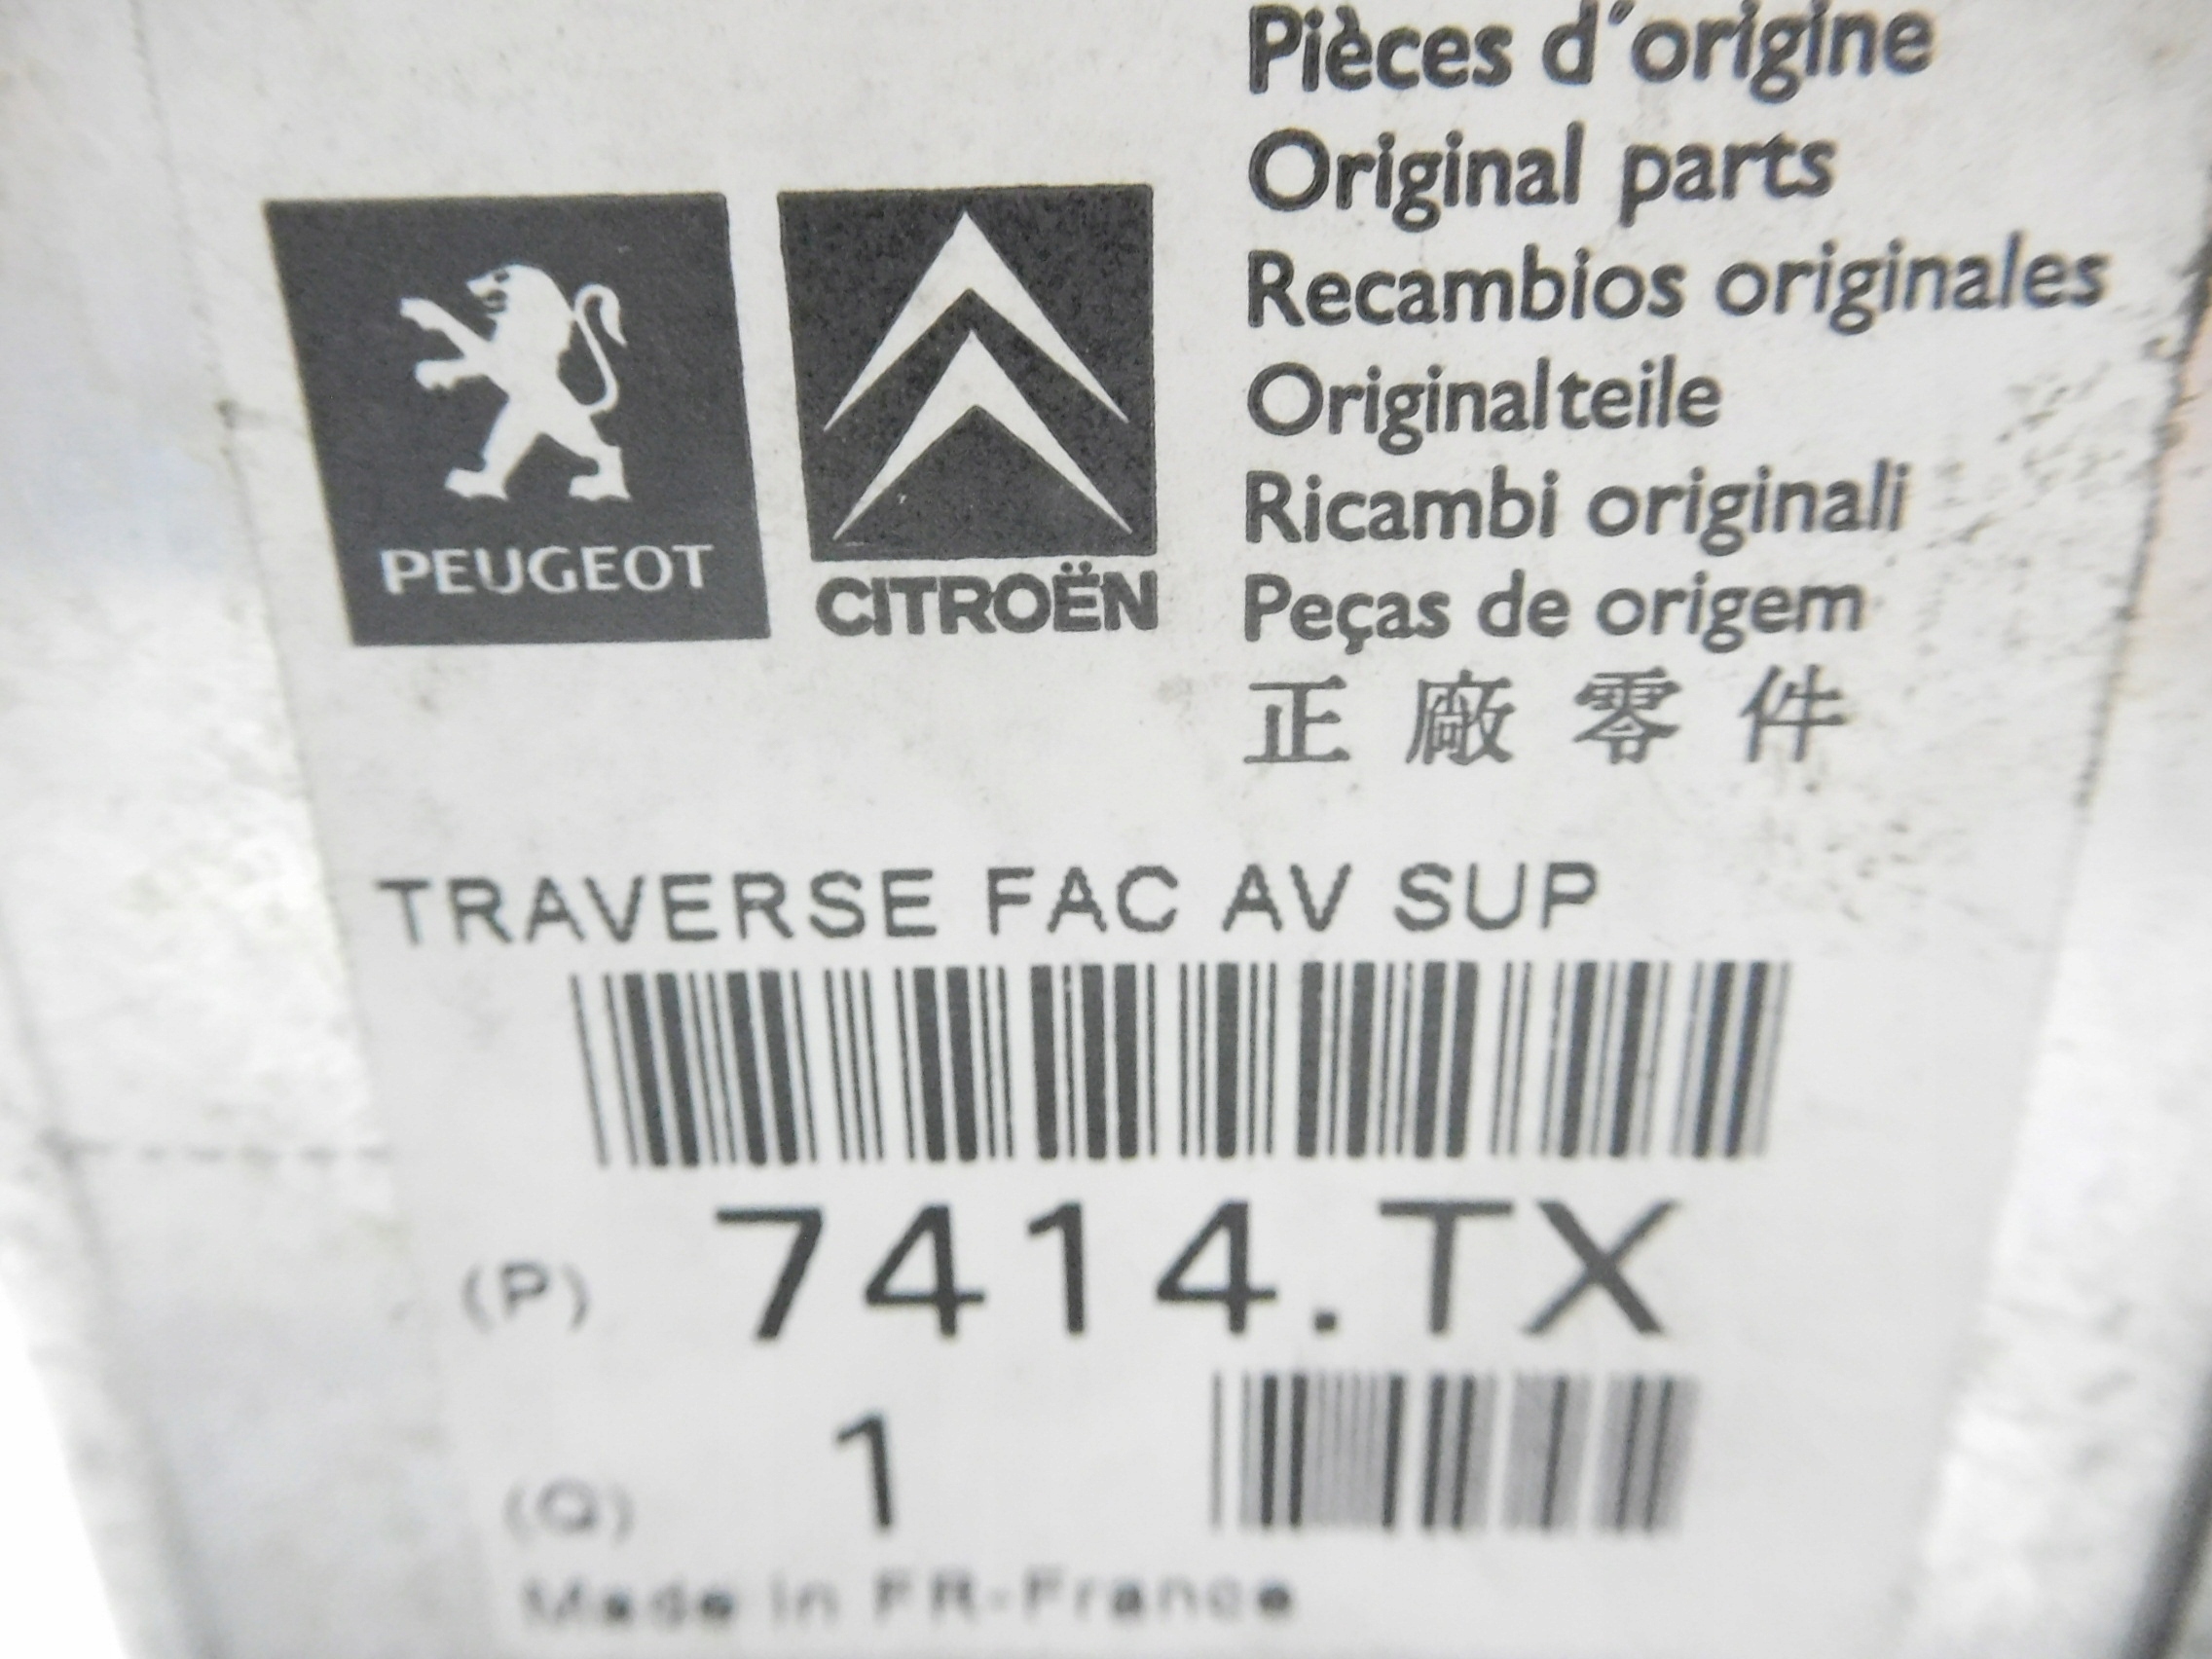 Pièces d'origine
Original parts
Recambios originales
Originalteile
Ricambi originali
Peças de origem
正廠零件
PEUGEOT
CITROËN
TRAVERSE FAC AV SUP
(P) 7414.TX
(Q) 1
Made in FR-France